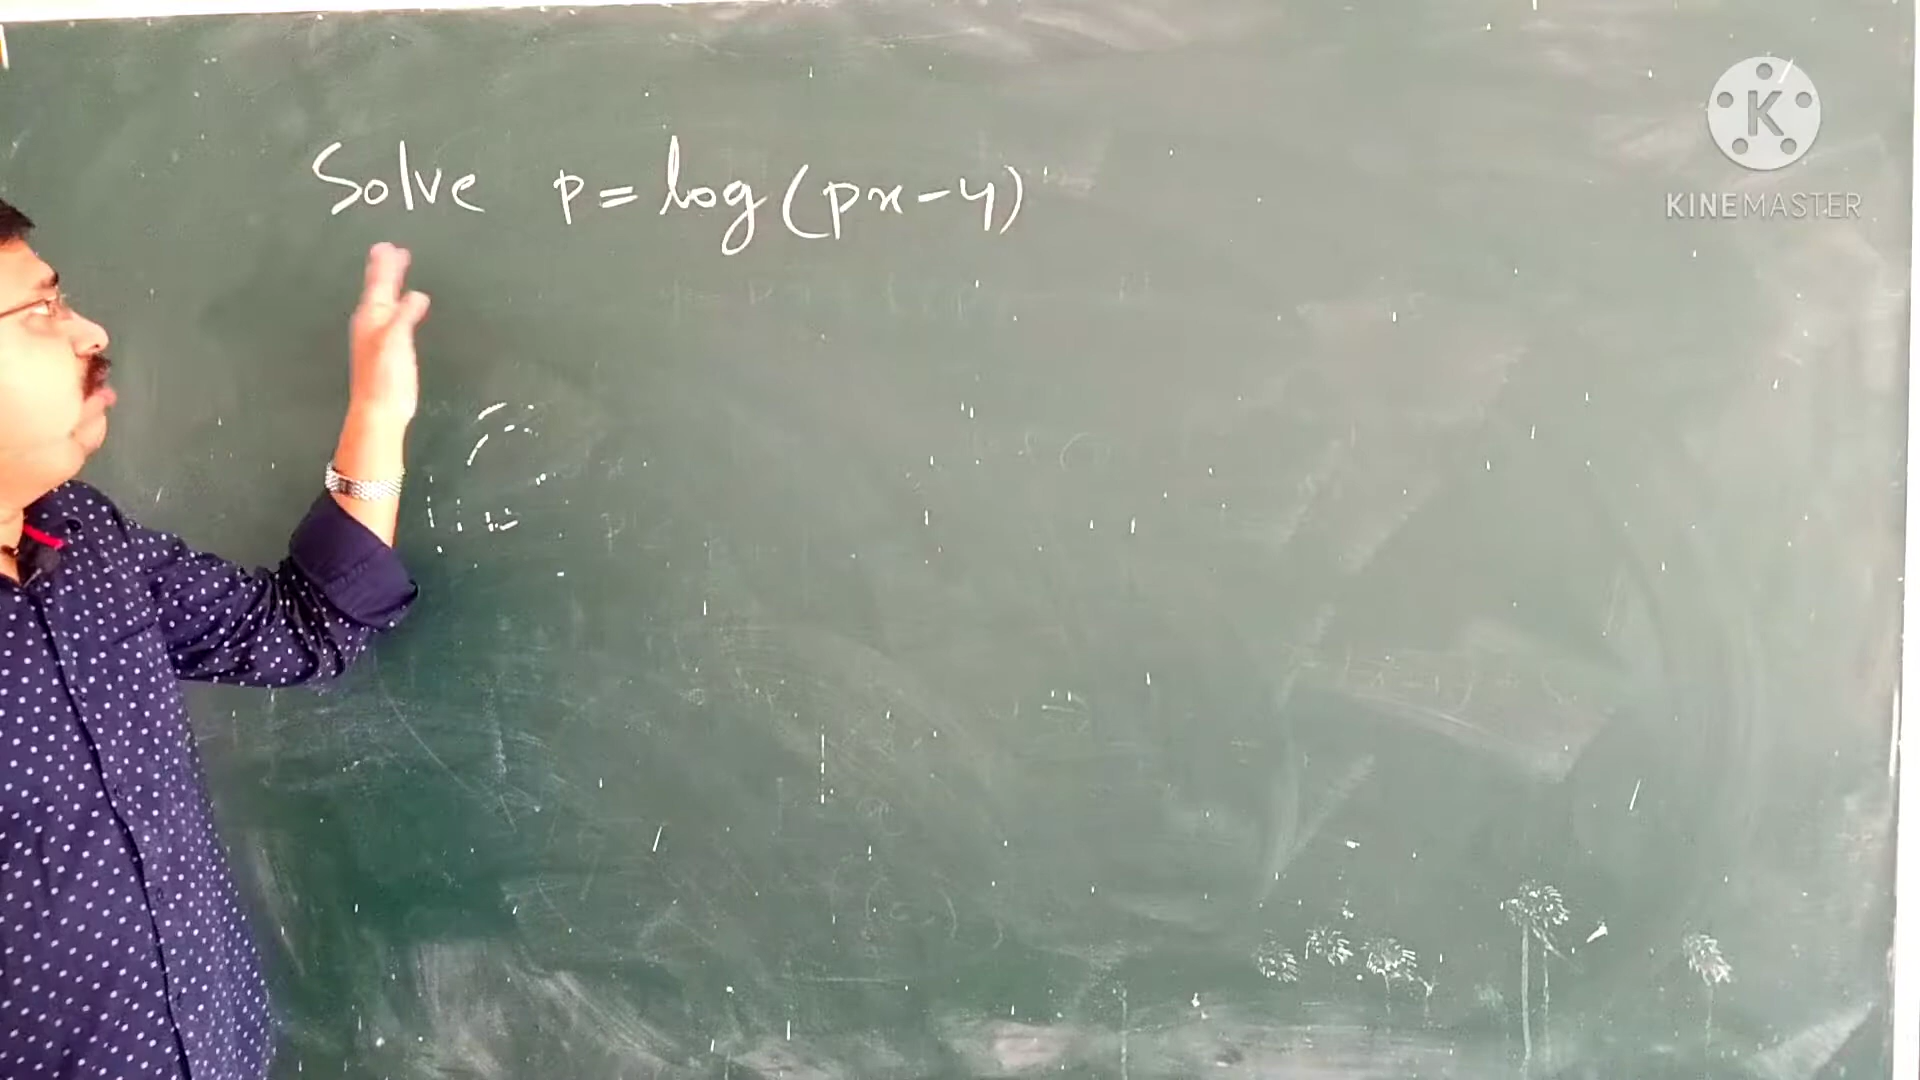 Solve p = log (px - y)
KINEMASTER